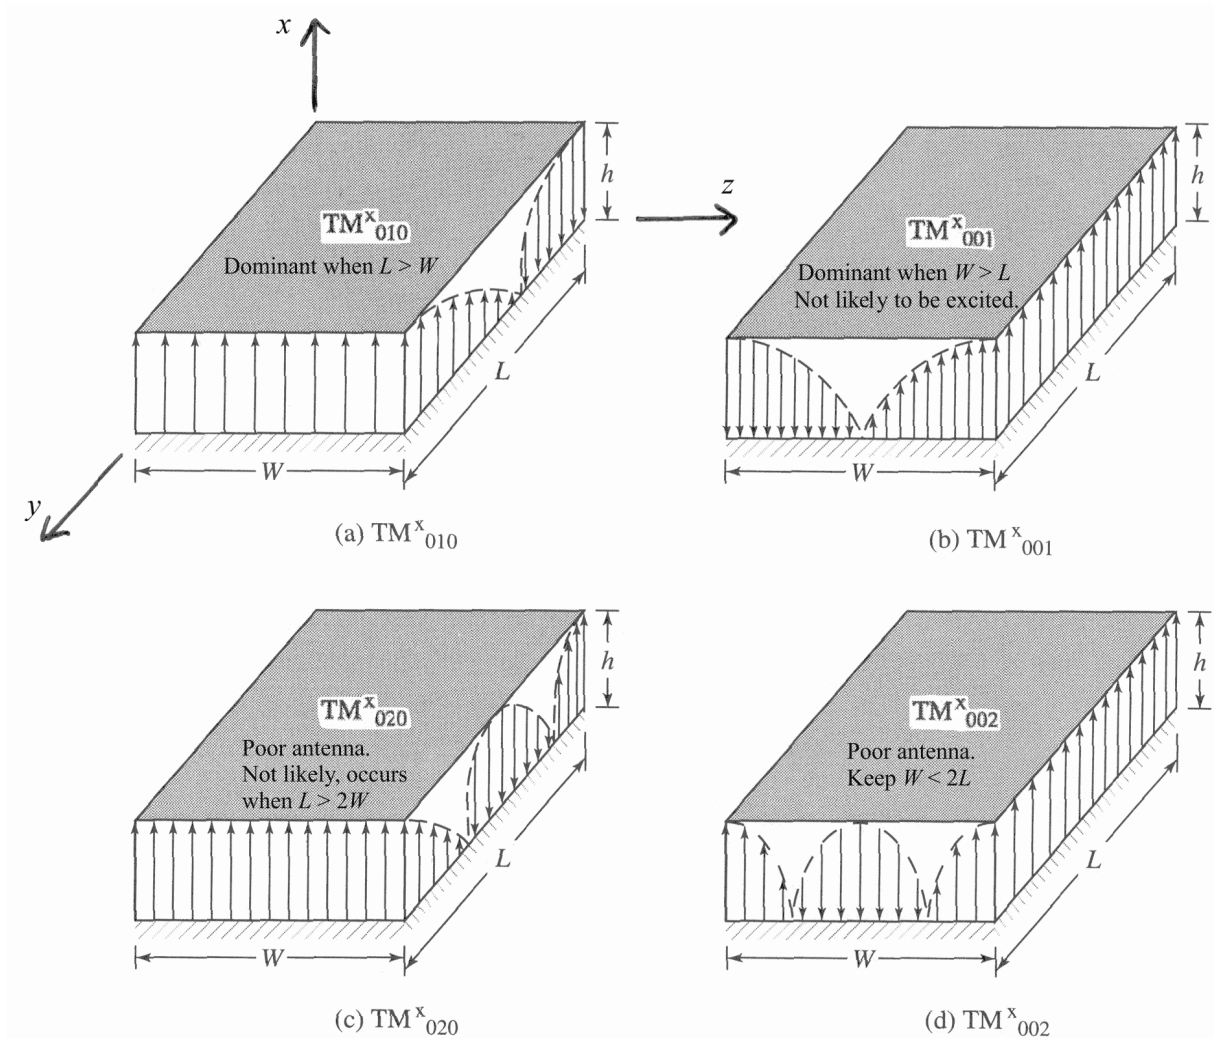 x
TMˣ₀₁₀
Dominant when L > W
h
L
W
y
(a) TMˣ₀₁₀
z
TMˣ₀₀₁
Dominant when W > L
Not likely to be excited.
h
L
W
(b) TMˣ₀₀₁
TMˣ₀₂₀
Poor antenna.
Not likely, occurs
when L > 2W
h
L
W
(c) TMˣ₀₂₀
TMˣ₀₀₂
Poor antenna.
Keep W < 2L
h
L
W
(d) TMˣ₀₀₂